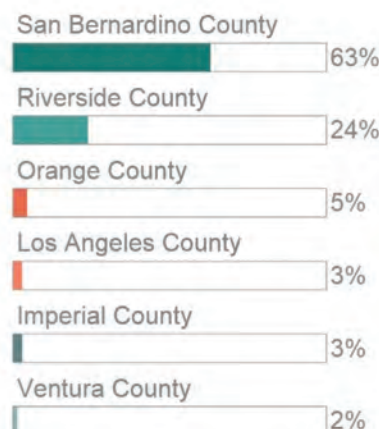 San Bernardino County
63%
Riverside County
24%
Orange County
5%
Los Angeles County
3%
Imperial County
3%
Ventura County
2%